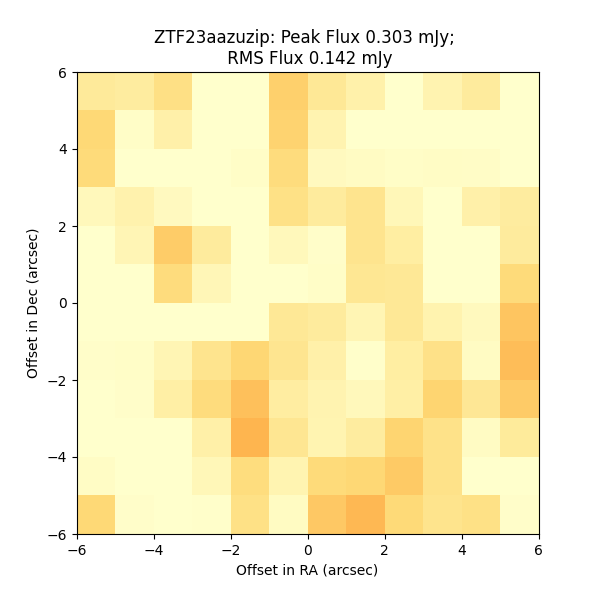 ZTF23aazuzip: Peak Flux 0.303 mJy;
RMS Flux 0.142 mJy
6
4
2
0
−2
−4
−6
Offset in Dec (arcsec)
−6 −4 −2 0 2 4 6
Offset in RA (arcsec)